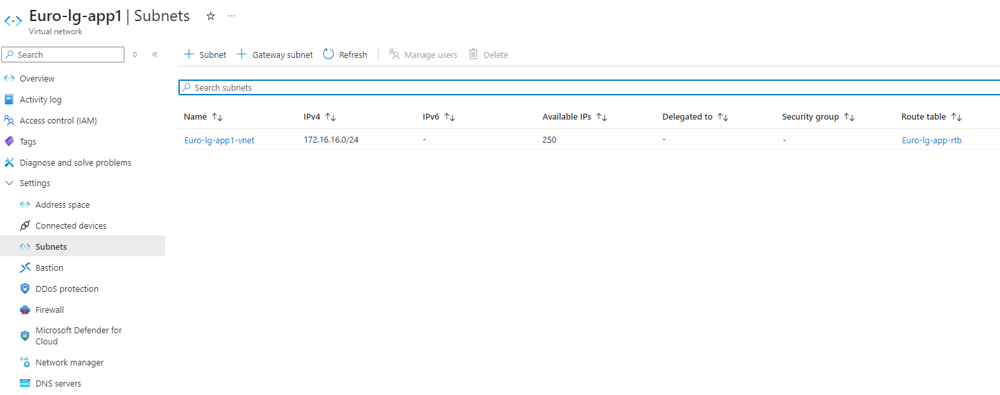 Euro-lg-app1 | Subnets
Virtual network
Search
Subnet Gateway subnet Refresh Manage users Delete
Overview
Activity log
Access control (IAM)
Tags
Diagnose and solve problems
Settings
Address space
Connected devices
Subnets
Bastion
DDoS protection
Firewall
Microsoft Defender for
Cloud
Network manager
DNS servers
Search subnets
Name IPv4 IPv6 Available IPs Delegated to Security group Route table
Euro-lg-app1-vnet 172.16.16.0/24 - 250 - - Euro-lg-app-rtb